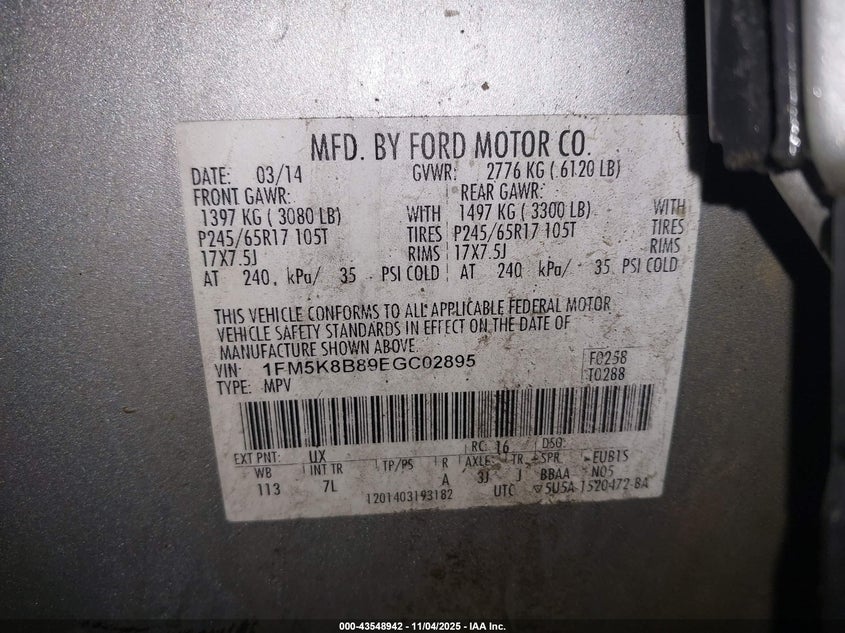 MFD. BY FORD MOTOR CO.
DATE: 03/14 GVWR: 2776 KG ( 6120 LB)
FRONT GAWR: REAR GAWR:
1397 KG ( 3080 LB) WITH 1497 KG ( 3300 LB) WITH
P245/65R17 105T TIRES P245/65R17 105T TIRES
17X7.5J RIMS 17X7.5J RIMS
AT 240 kPa/ 35 PSI COLD AT 240 kPa/ 35 PSI COLD
THIS VEHICLE CONFORMS TO ALL APPLICABLE FEDERAL MOTOR
VEHICLE SAFETY STANDARDS IN EFFECT ON THE DATE OF
MANUFACTURE SHOWN ABOVE.
VIN: 1FM5K8B89EGC02895 F0258
TYPE: MPV T0288
EXT PNT: UX RC: 16 DSO:
WB INT TR TP/PS R AXLE TR SPR EUB1S
113 7L A 3J J BBAA N05
1201403193182 UTC ▽5U5A-1520472-BA
000-43548942 - 11/04/2025 - IAA Inc.